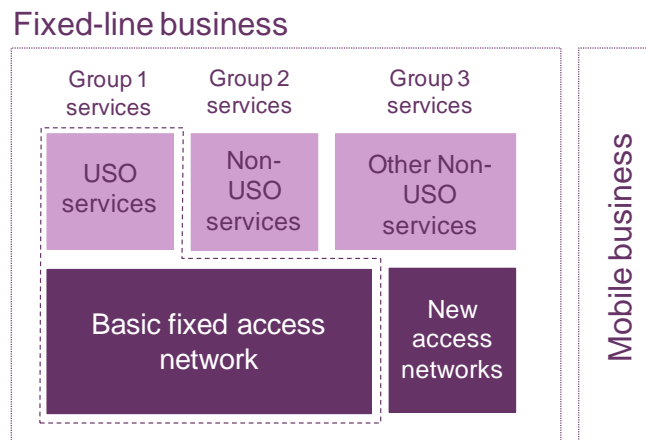 Fixed-line business
Group 1
services
Group 2
services
Group 3
services
USO
services
Non-
USO
services
Other Non-
USO
services
Basic fixed access
network
New
access
networks
Mobile business